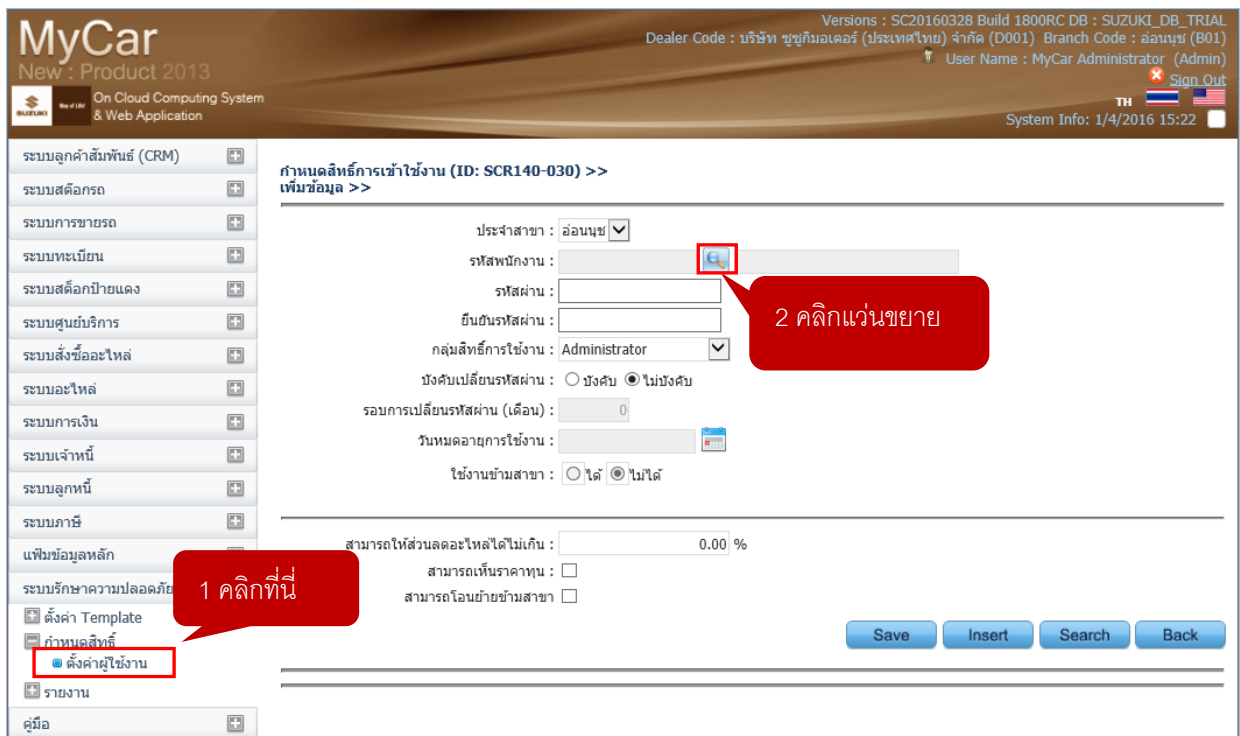 MyCar
New : Product 2013
SUZUKI
Way of Life!
On Cloud Computing System
& Web Application
Versions : SC20160328 Build 1800RC DB : SUZUKI_DB_TRIAL
Dealer Code : บริษัท ซูซูกิมอเตอร์ (ประเทศไทย) จำกัด (D001) Branch Code : อ่อนนุช (B01)
User Name : MyCar Administrator (Admin)
Sign Out
TH
System Info: 1/4/2016 15:22
ระบบลูกค้าสัมพันธ์ (CRM)
ระบบสต๊อกรถ
ระบบการขายรถ
ระบบทะเบียน
ระบบสต็อกป้ายแดง
ระบบศูนย์บริการ
ระบบสั่งซื้ออะไหล่
ระบบอะไหล่
ระบบการเงิน
ระบบเจ้าหนี้
ระบบลูกหนี้
ระบบภาษี
แฟ้มข้อมูลหลัก
ระบบรักษาความปลอดภัย
ตั้งค่า Template
กำหนดสิทธิ์
ตั้งค่าผู้ใช้งาน
รายงาน
คู่มือ
1 คลิกที่นี่
กำหนดสิทธิ์การเข้าใช้งาน (ID: SCR140-030) >>
เพิ่มข้อมูล >>
ประจำสาขา : อ่อนนุช
รหัสพนักงาน :
รหัสผ่าน :
ยืนยันรหัสผ่าน :
กลุ่มสิทธิ์การใช้งาน : Administrator
บังคับเปลี่ยนรหัสผ่าน : บังคับ ไม่บังคับ
รอบการเปลี่ยนรหัสผ่าน (เดือน) : 0
วันหมดอายุการใช้งาน :
ใช้งานข้ามสาขา : ได้ ไม่ได้
2 คลิกแว่นขยาย
สามารถให้ส่วนลดอะไหล่ได้ไม่เกิน : 0.00 %
สามารถเห็นราคาทุน :
สามารถโอนย้ายข้ามสาขา
Save Insert Search Back